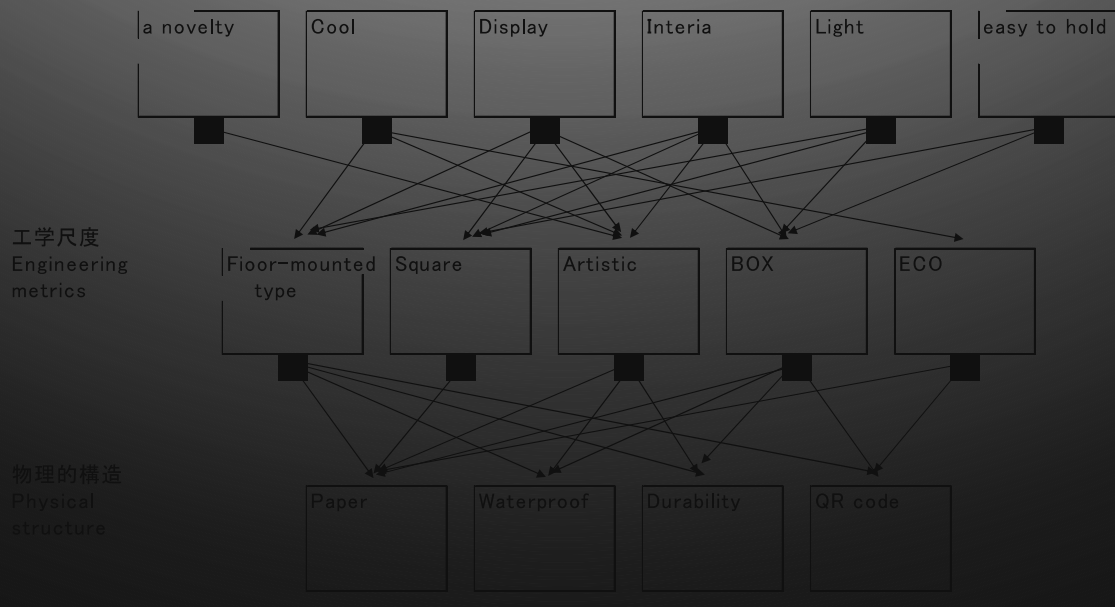 a novelty
Cool
Display
Interia
Light
easy to hold
工学尺度
Engineering
metrics
Fioor-mounted
type
Square
Artistic
BOX
ECO
物理的構造
Physical
structure
Paper
Waterproof
Durability
QR code